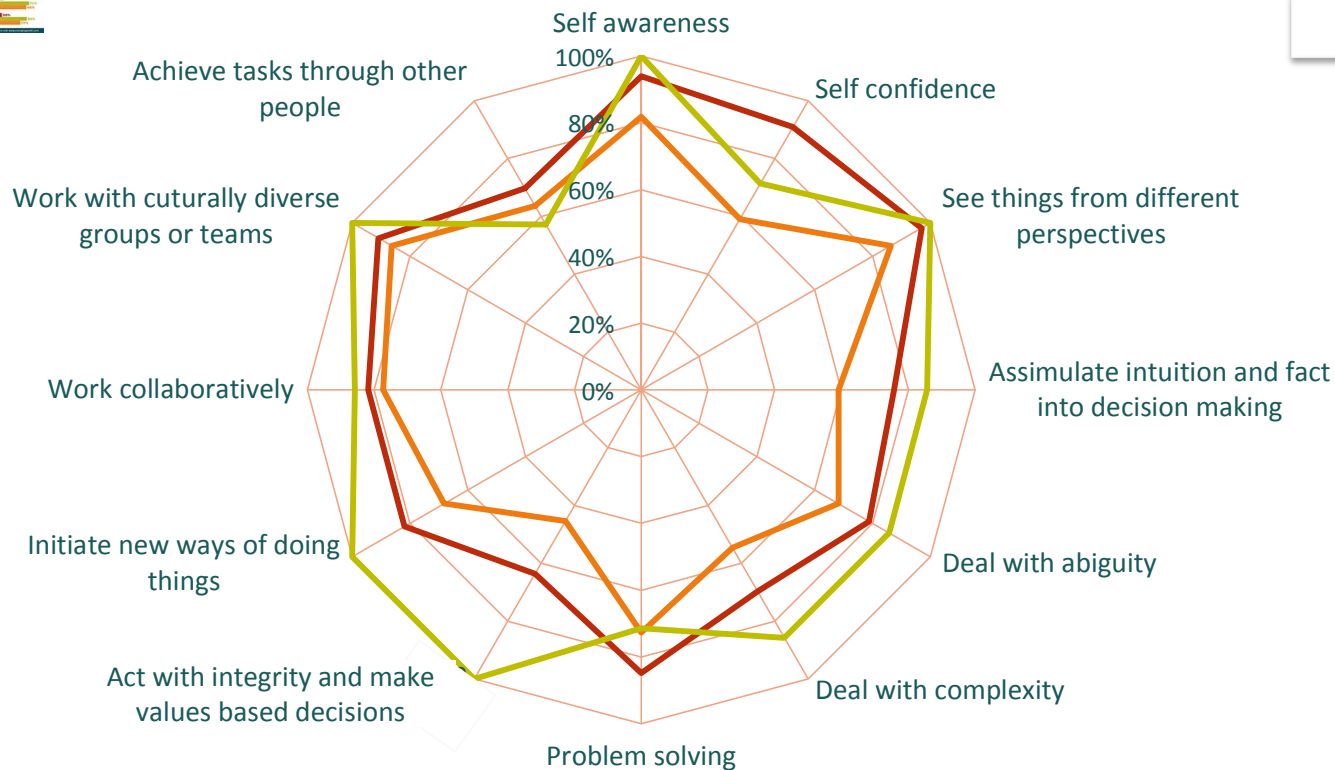 Self awareness
100%
80%
60%
40%
20%
0%
Self confidence
See things from different
perspectives
Assimilate intuition and fact
into decision making
Deal with abiguity
Deal with complexity
Problem solving
Act with integrity and make
values based decisions
Initiate new ways of doing
things
Work collaboratively
Work with cuturally diverse
groups or teams
Achieve tasks through other
people